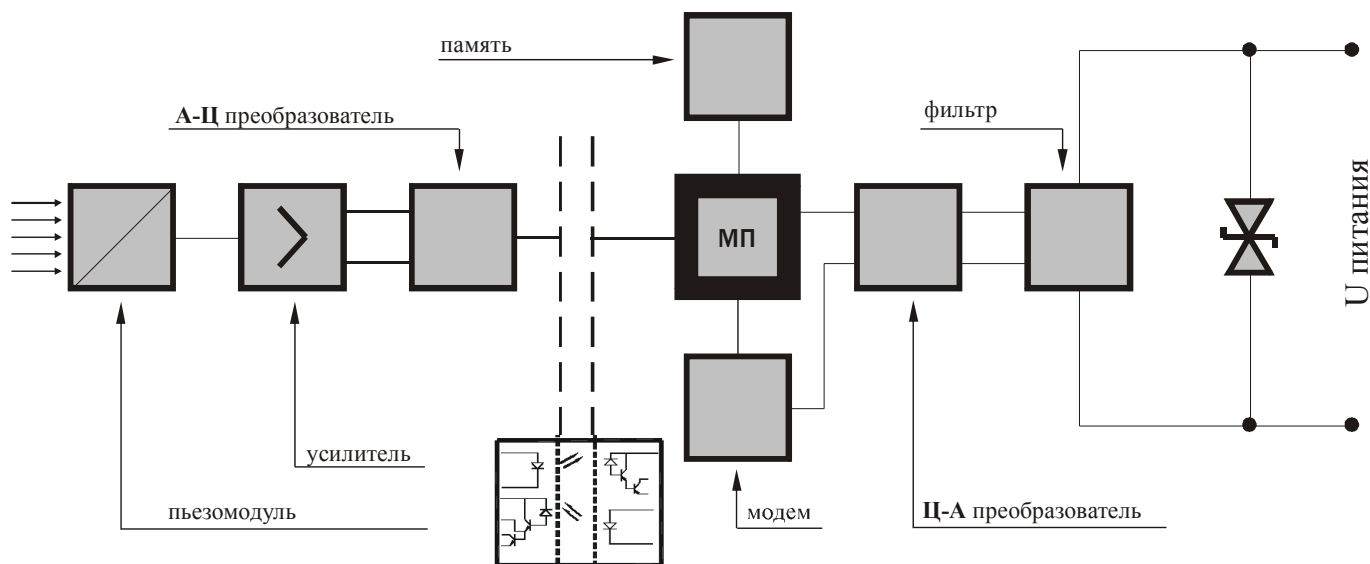 память
А-Ц преобразователь
фильтр
U питания
МП
усилитель
пьезомодуль
модем
Ц-А преобразователь